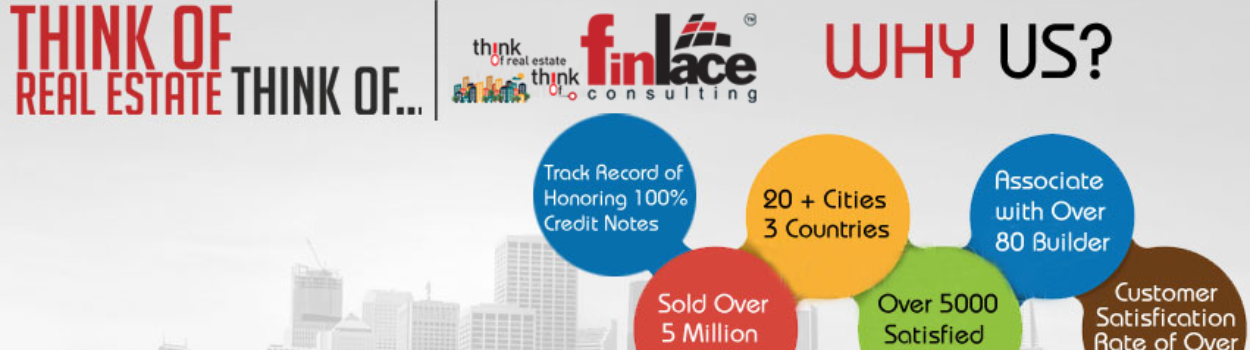 THINK OF
REAL ESTATE THINK OF...
think
of real estate
think
of
finlace
TM
consulting
WHY US?
Track Record of
Honoring 100%
Credit Notes
Sold Over
5 Million
20 + Cities
3 Countries
Over 5000
Satisfied
Associate
with Over
80 Builder
Customer
Satisfication
Rate of Over